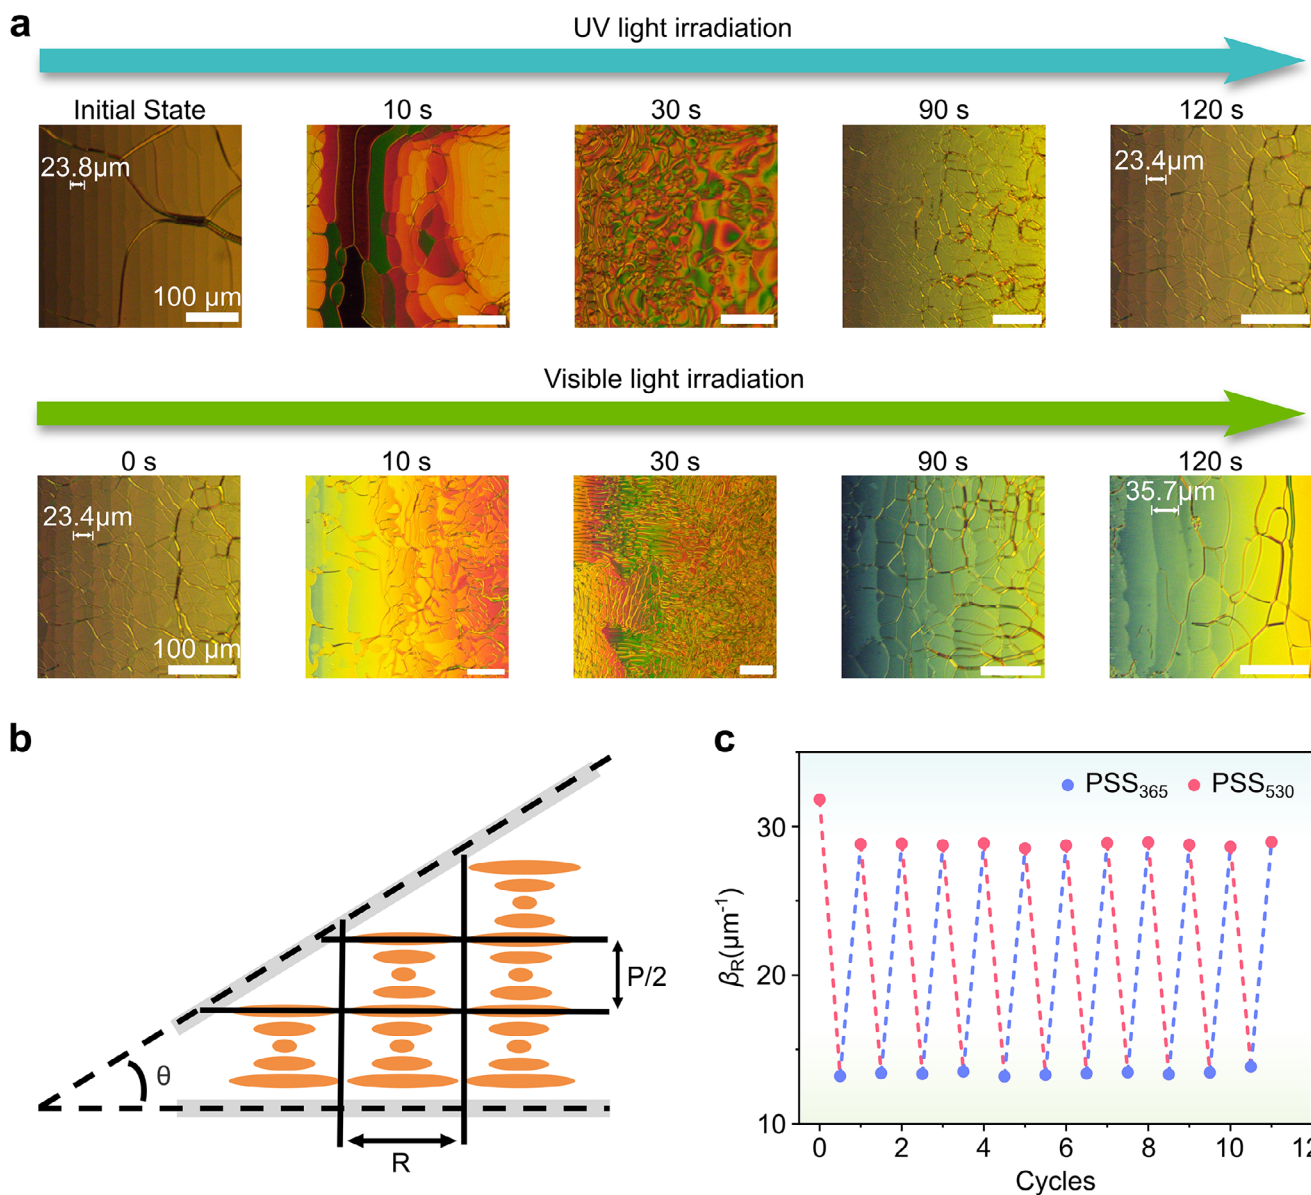 a
UV light irradiation
Initial State
10 s
30 s
90 s
120 s
23.8μm
23.4μm
100 μm
Visible light irradiation
0 s
10 s
30 s
90 s
120 s
23.4μm
35.7μm
100 μm
b
P/2
θ
R
c
PSS365
PSS530
30
20
10
βR(μm-1)
0
2
4
6
8
10
12
Cycles